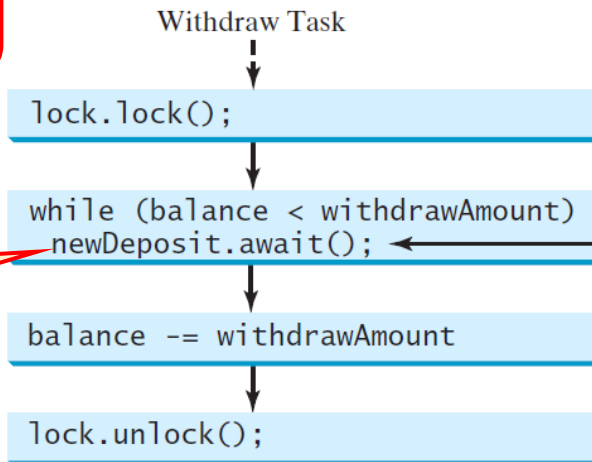 Withdraw Task
lock.lock();
while (balance < withdrawAmount)
newDeposit.await();
balance -= withdrawAmount
lock.unlock();